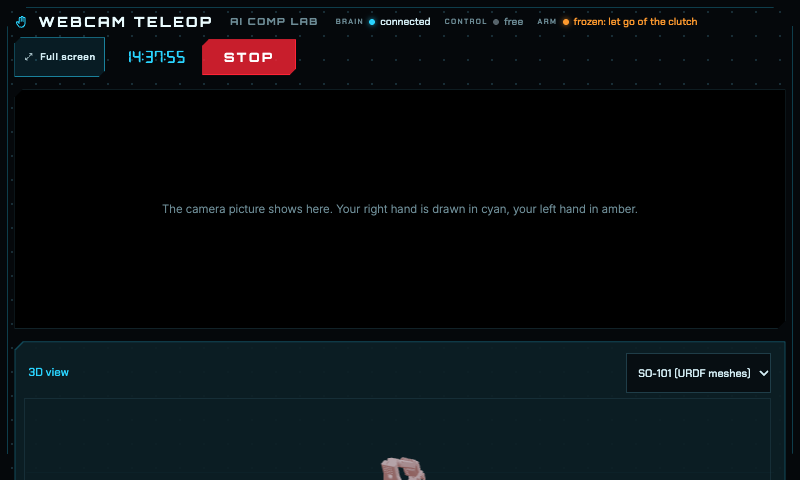 WEBCAM TELEOP AI COMP LAB BRAIN connected CONTROL free ARM frozen: let go of the clutch
Full screen 14:37:55 STOP
The camera picture shows here. Your right hand is drawn in cyan, your left hand in amber.
3D view SO-101 (URDF meshes)